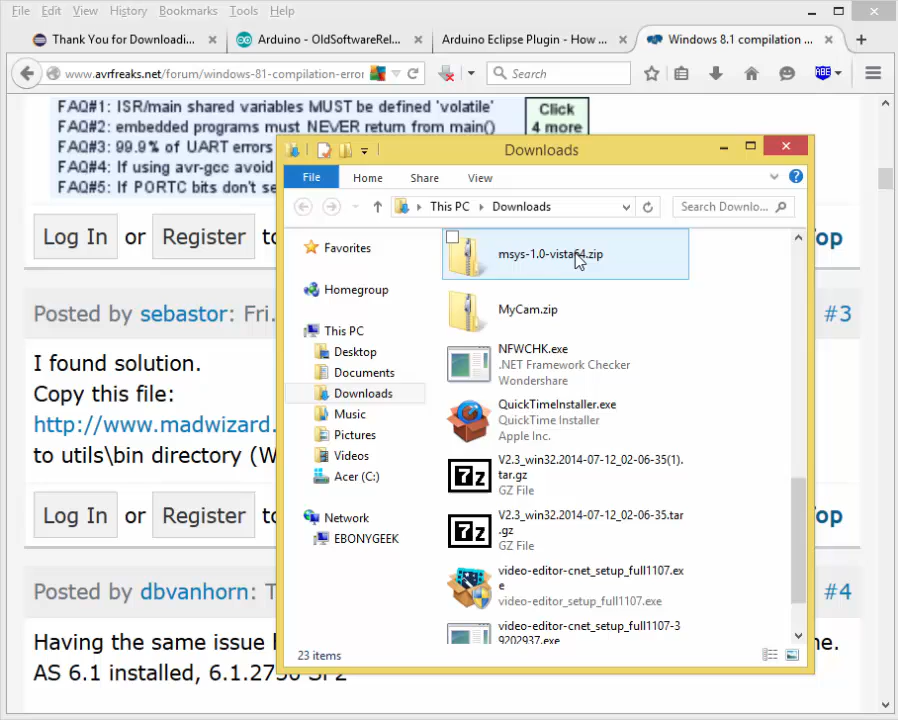 File Edit View History Bookmarks Tools Help
Thank You for Downloadin...
Arduino - OldSoftwareRel...
Arduino Eclipse Plugin - How ...
Windows 8.1 compilation ...
www.avrfreaks.net/forum/windows-81-compilation-error
Search
ABE
FAQ#1: ISR/main shared variables MUST be defined 'volatile'
FAQ#2: embedded programs must NEVER return from main()
FAQ#3: 99.9% of UART errors
FAQ#4: If using avr-gcc avoid
FAQ#5: If PORTC bits don't se
Click
4 more
Log In or Register to
op
Posted by sebastor: Fri.
#3
I found solution.
Copy this file:
http://www.madwizard.
to utils\bin directory (W
Log In or Register to
op
Posted by dbvanhorn: T
#4
Having the same issue h
ne.
AS 6.1 installed, 6.1.2730 SP2
Downloads
File Home Share View
This PC Downloads
Search Downlo...
Favorites
Homegroup
This PC
Desktop
Documents
Downloads
Music
Pictures
Videos
Acer (C:)
Network
EBONYGEEK
msys-1.0-vista64.zip
MyCam.zip
NFWCHK.exe
.NET Framework Checker
Wondershare
QuickTimeInstaller.exe
QuickTime Installer
Apple Inc.
7z
V2.3_win32.2014-07-12_02-06-35(1).
tar.gz
GZ File
7z
V2.3_win32.2014-07-12_02-06-35.tar
.gz
GZ File
video-editor-cnet_setup_full1107.ex
e
video-editor_setup_full1107.exe
video-editor-cnet_setup_full1107-3
9202937.exe
23 items